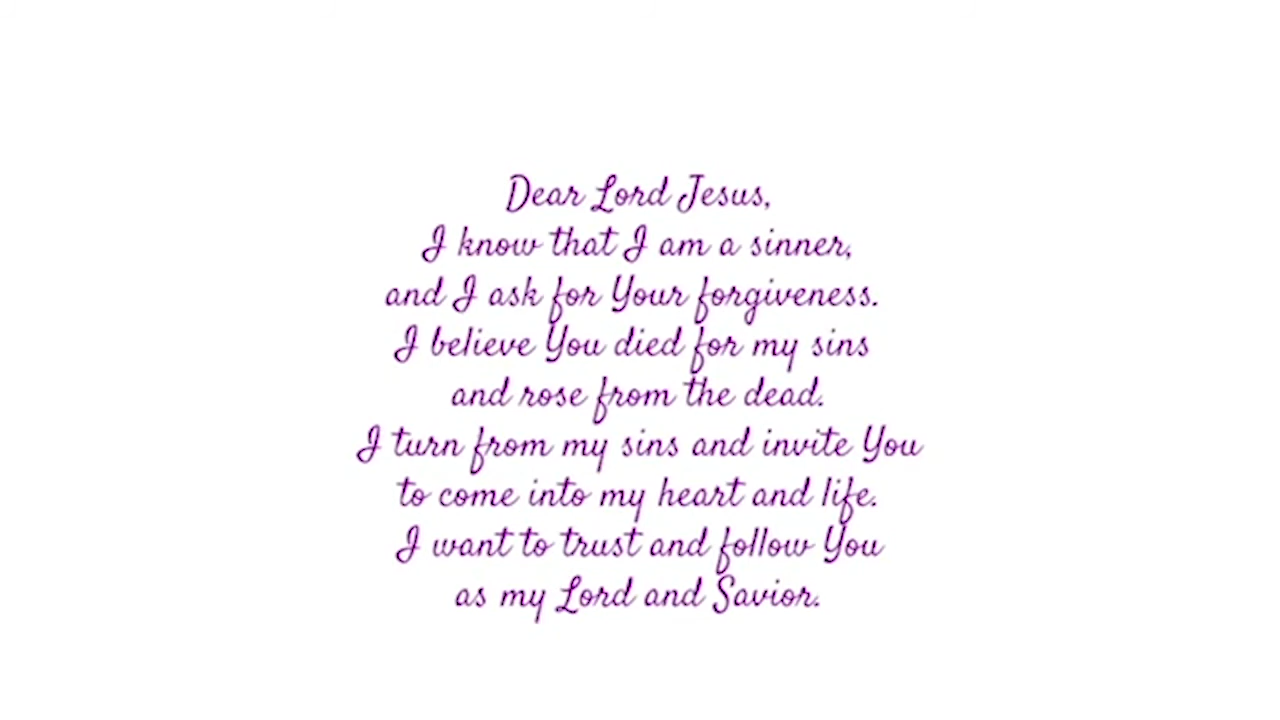 Dear Lord Jesus,
I know that I am a sinner,
and I ask for Your forgiveness.
I believe You died for my sins
and rose from the dead.
I turn from my sins and invite You
to come into my heart and life.
I want to trust and follow You
as my Lord and Savior.